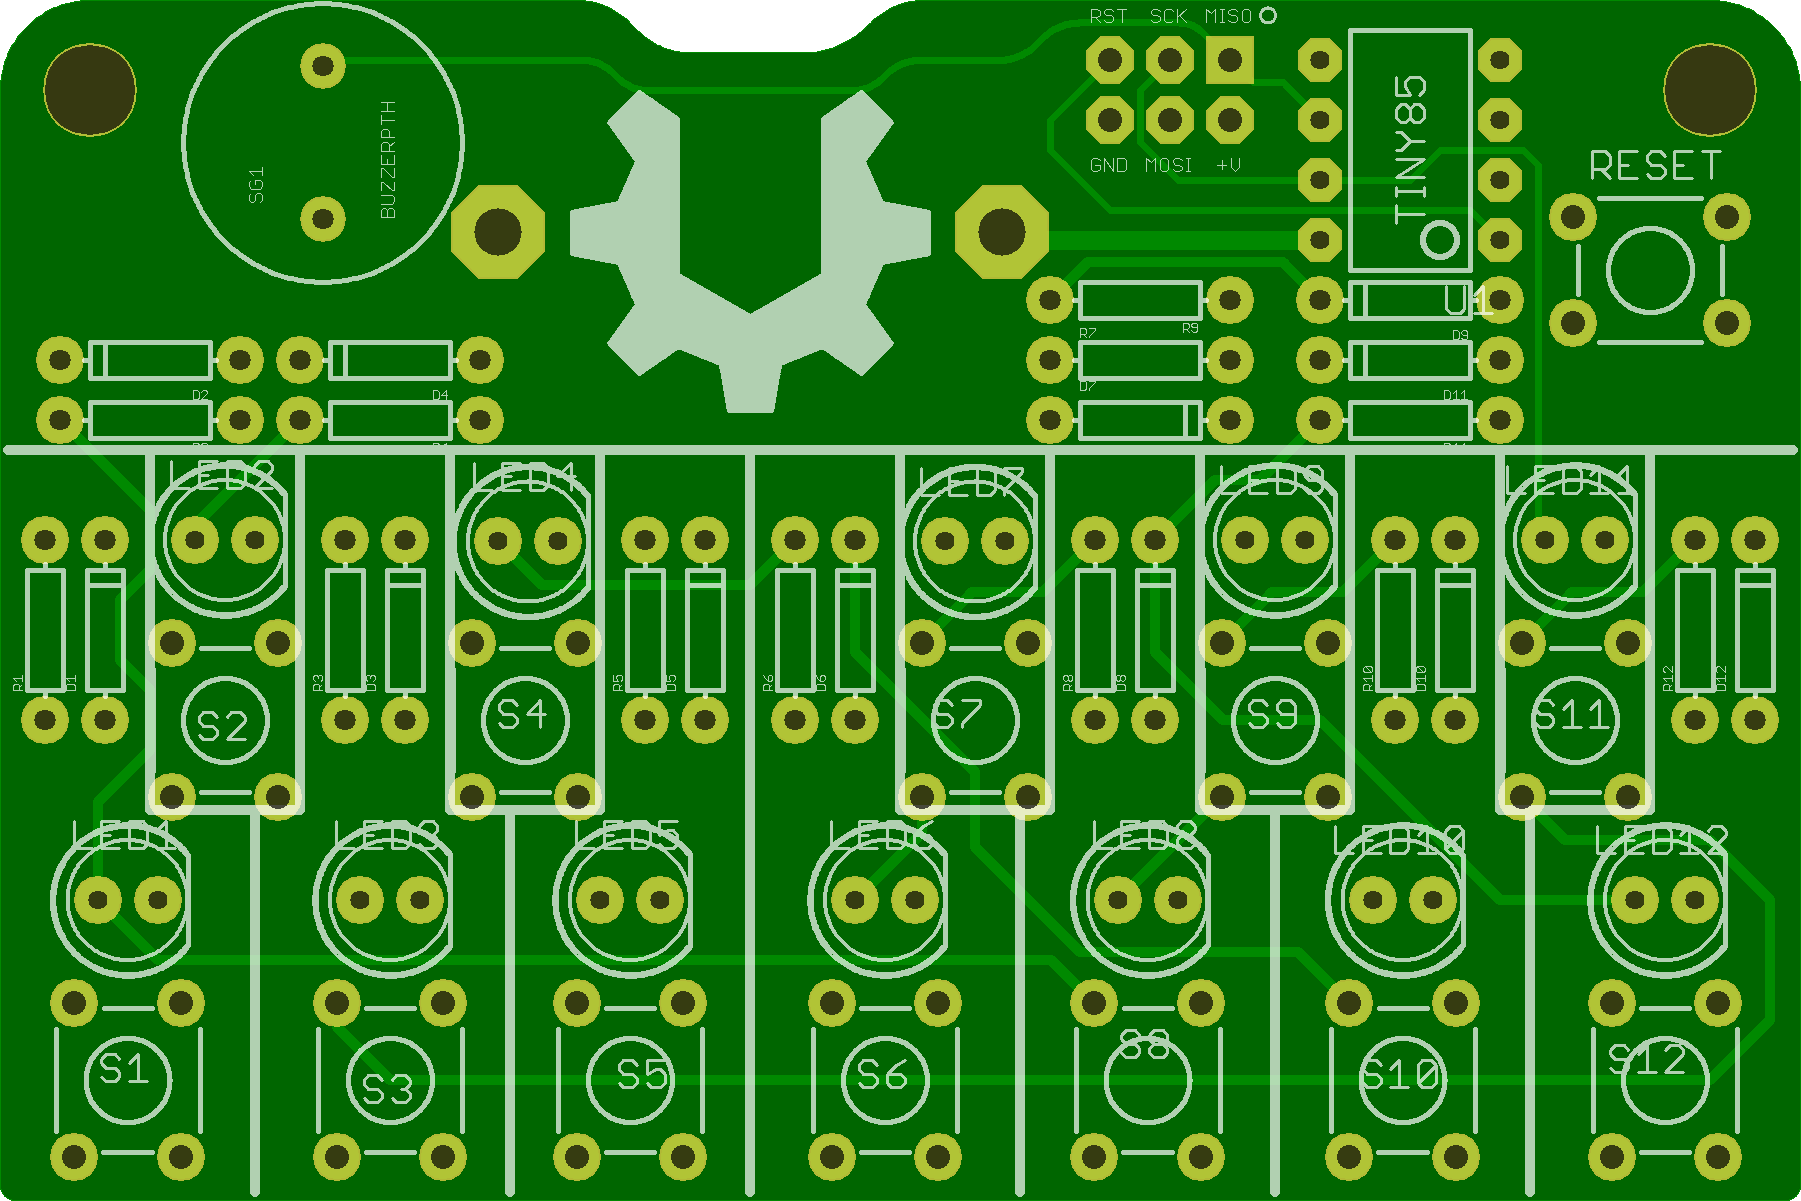 RST SCK MISO
GND MOSI +V
SG1
BUZZERPTH
TINY85
RESET
U1
R7
R9
D9
D7
D2
D4
D11
LED2
LED4
LED7
LED9
LED11
R1
D1
R3
D3
R5
D5
R6
D6
R8
D8
R10
D10
R12
D12
S2
S4
S7
S9
S11
LED1
LED3
LED5
LED6
LED8
LED10
LED12
S1
S3
S5
S6
S8
S10
S12